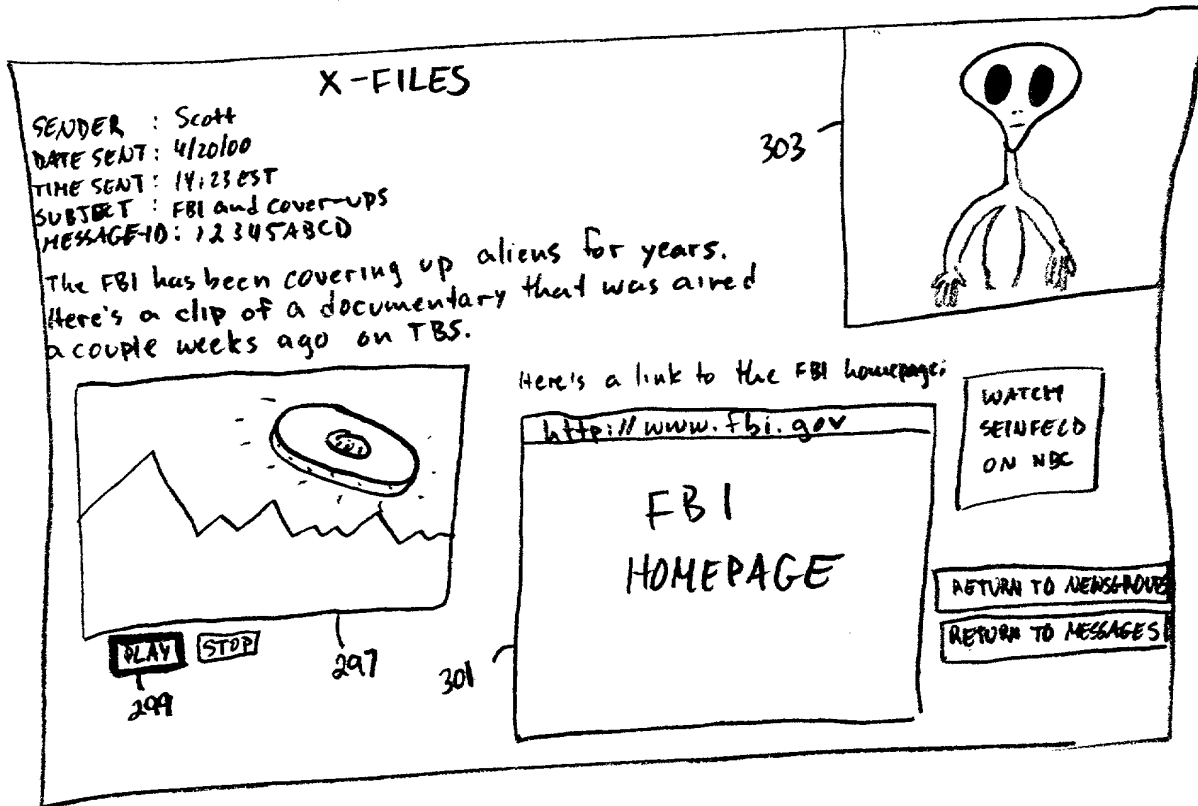 X-FILES
SENDER : Scott
DATE SENT : 4/20/00
TIME SENT : 14:23 EST
SUBJECT : FBI and cover-ups
MESSAGE-ID : 12345ABCD
The FBI has been covering up aliens for years.
Here's a clip of a documentary that was aired
a couple weeks ago on TBS.
303
Here's a link to the FBI homepage:
http://www.fbi.gov
FBI
HOMEPAGE
WATCH
SEINFELD
ON NBC
RETURN TO NEWSGROUPS
RETURN TO MESSAGES
PLAY
STOP
297
299
301